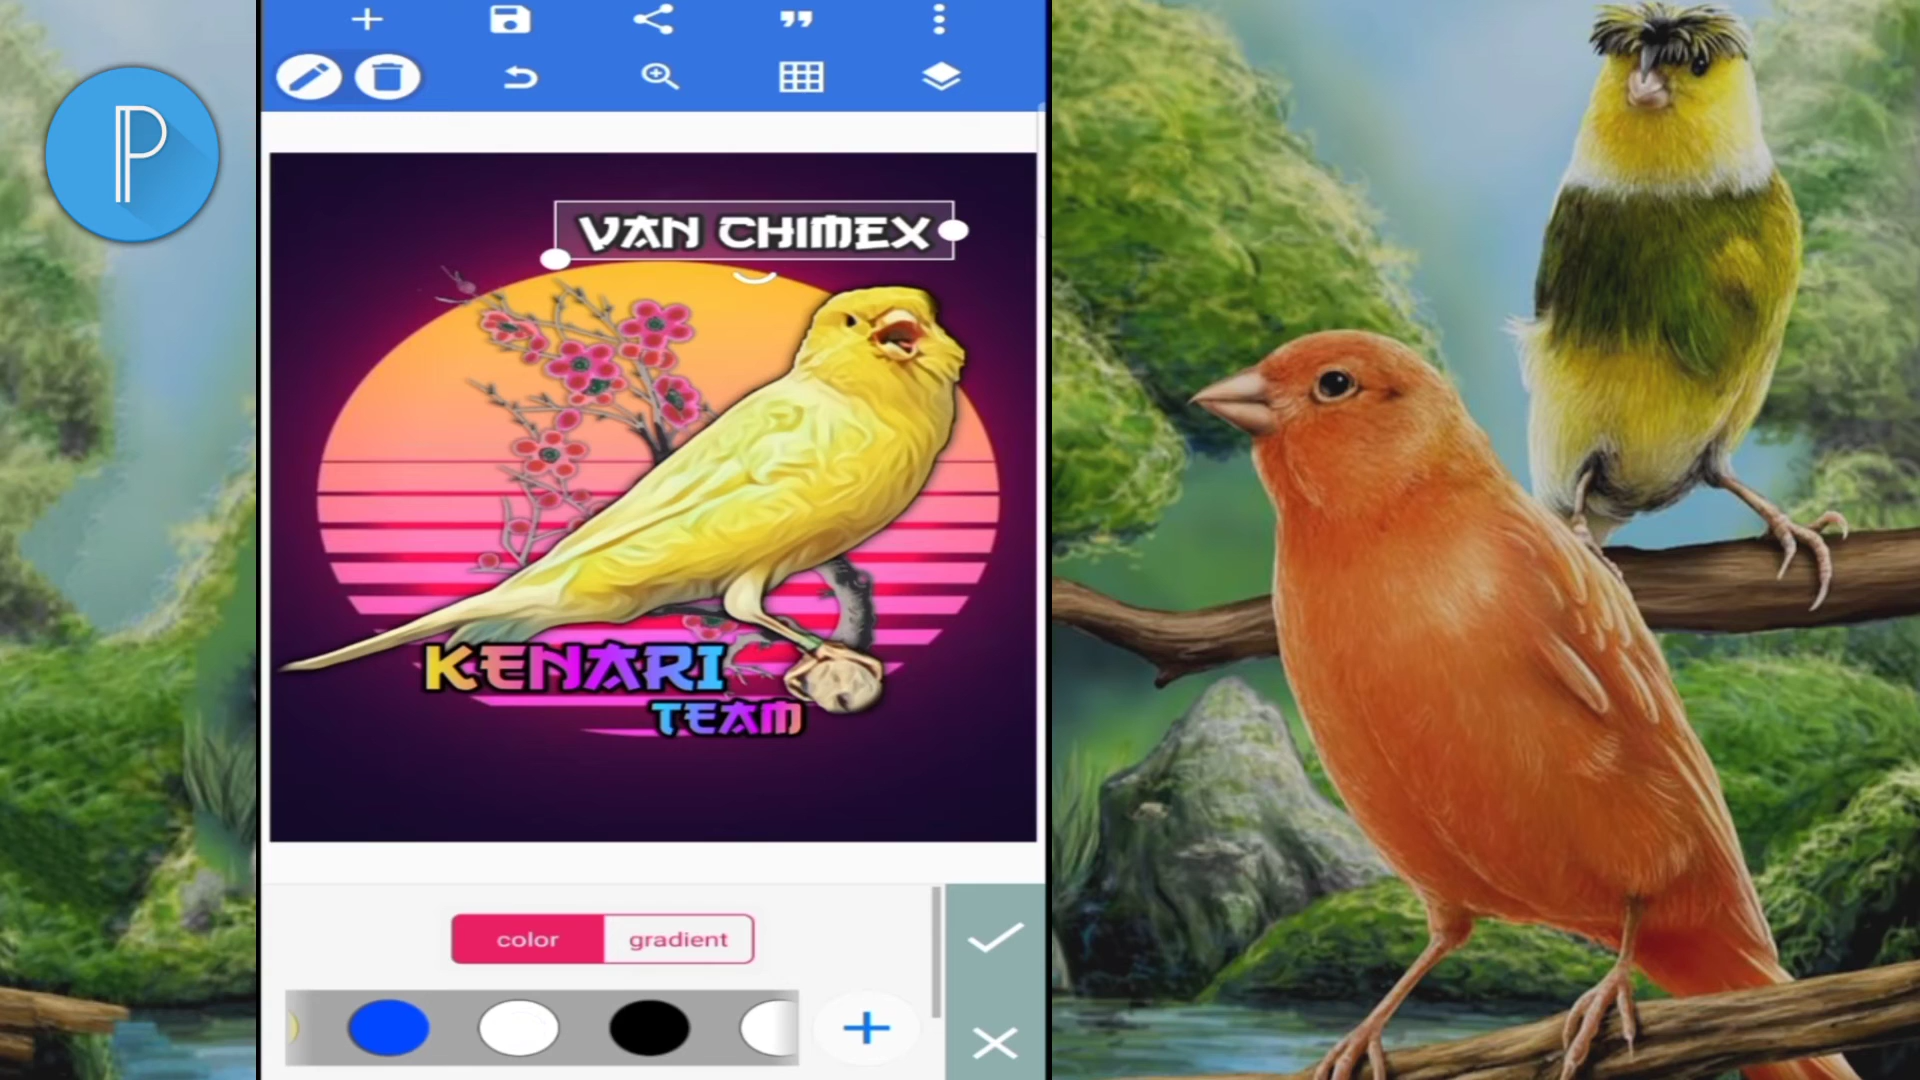 P
VAN CHIMEX
KENARI
TEAM
color
gradient